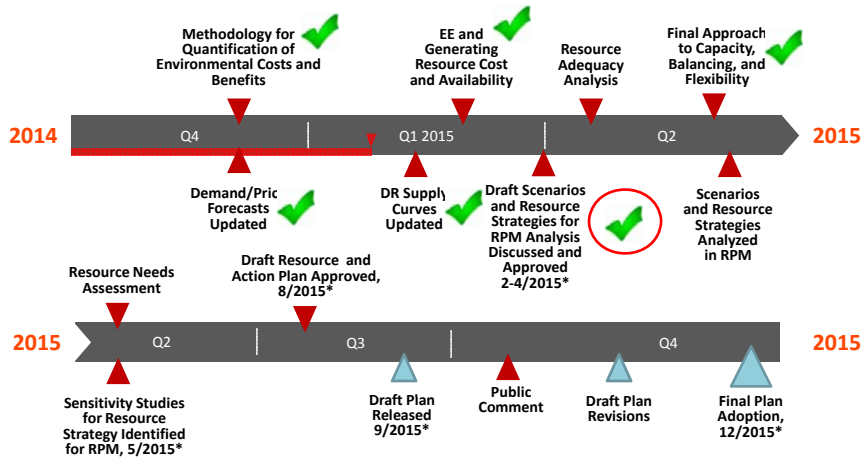 Methodology for
Quantification of
Environmental Costs and
Benefits
EE and
Generating
Resource Cost
and Availability
Resource
Adequacy
Analysis
Final Approach
to Capacity,
Balancing, and
Flexibility
2014
Q4
Q1 2015
Q2
2015
Demand/Pric
Forecasts
Updated
DR Supply
Curves
Updated
Draft Scenarios
and Resource
Strategies for
RPM Analysis
Discussed and
Approved
2-4/2015*
Scenarios
and Resource
Strategies
Analyzed
in RPM
Resource Needs
Assessment
Draft Resource and
Action Plan Approved,
8/2015*
2015
Q2
Q3
Q4
2015
Sensitivity Studies
for Resource
Strategy Identified
for RPM, 5/2015*
Draft Plan
Released
9/2015*
Public
Comment
Draft Plan
Revisions
Final Plan
Adoption,
12/2015*